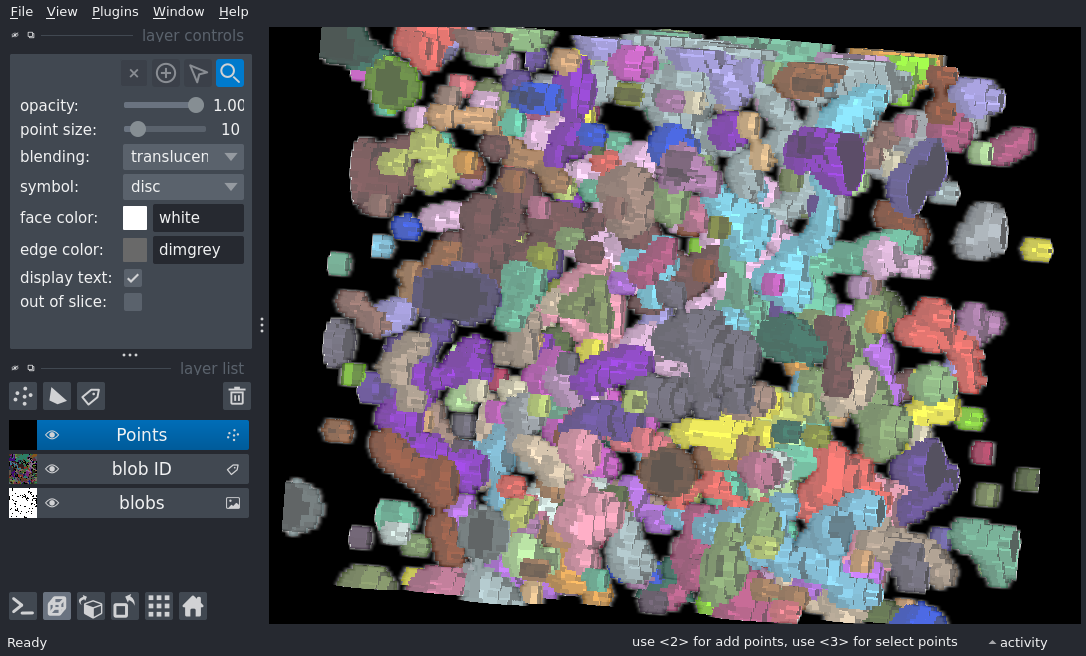 File View Plugins Window Help
layer controls
opacity: 1.00
point size: 10
blending: translucen
symbol: disc
face color: white
edge color: dimgrey
display text:
out of slice:
layer list
Points
blob ID
blobs
Ready use <2> for add points, use <3> for select points activity